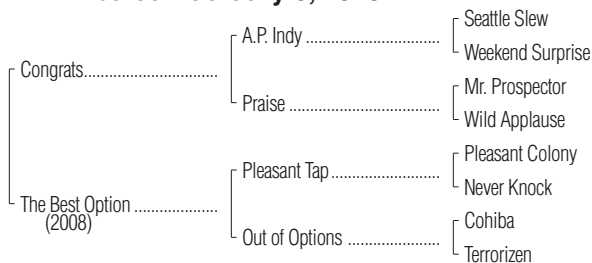 Seattle Slew
A.P. Indy
Weekend Surprise
Congrats
Mr. Prospector
Praise
Wild Applause
Pleasant Colony
Pleasant Tap
Never Knock
The Best Option
(2008)
Cohiba
Out of Options
Terrorizen